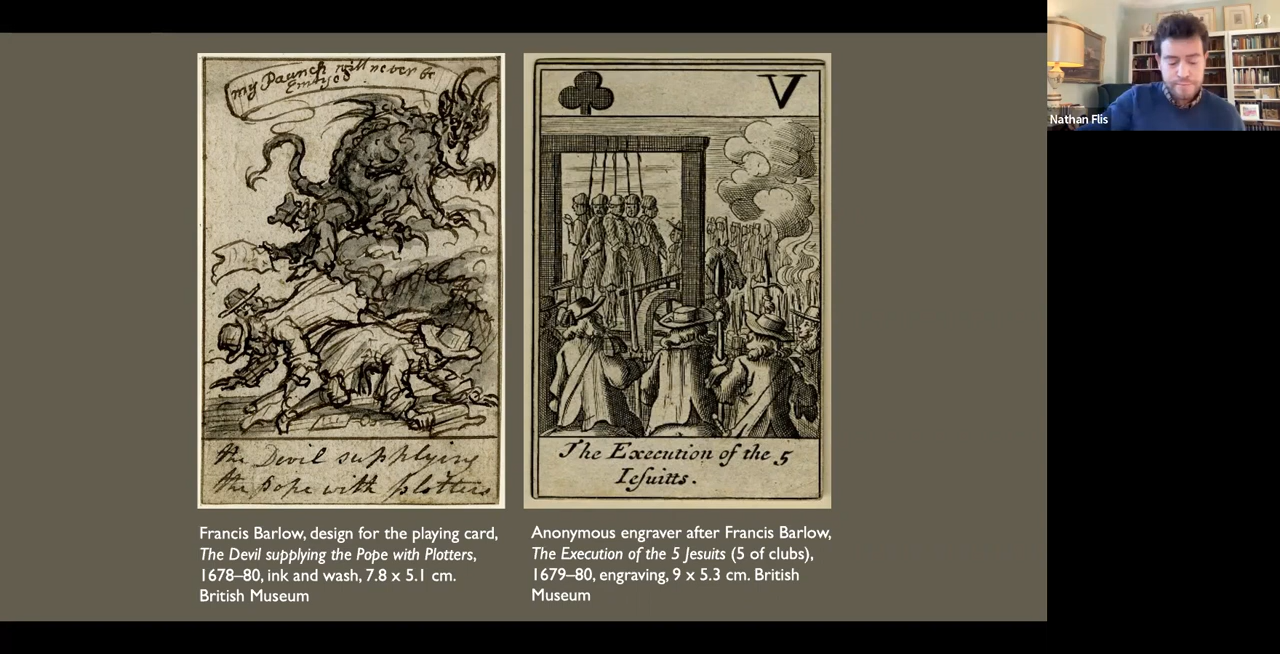 my Paunch will never be
Emtyed
the Devil supplying
the pope with plotters
V
The Execution of the 5
Ieſuitts.
Francis Barlow, design for the playing card,
The Devil supplying the Pope with Plotters,
1678–80, ink and wash, 7.8 x 5.1 cm.
British Museum
Anonymous engraver after Francis Barlow,
The Execution of the 5 Jesuits (5 of clubs),
1679–80, engraving, 9 x 5.3 cm. British
Museum
Nathan Flis